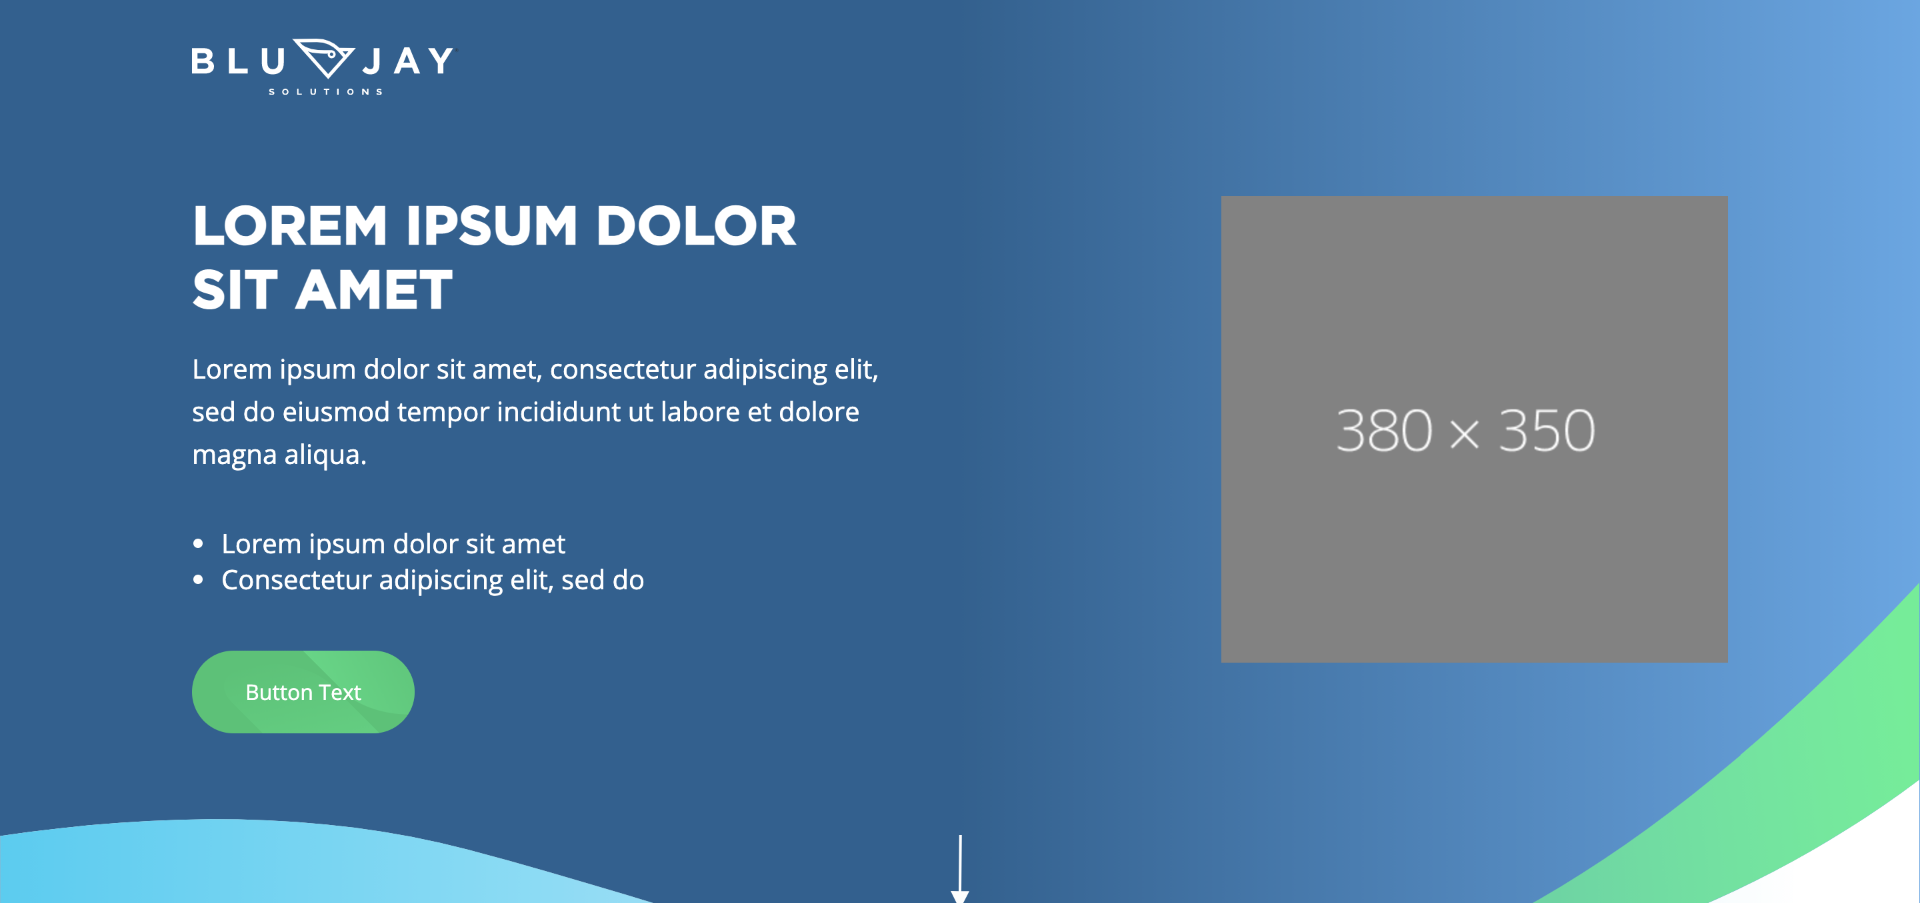 BLU JAY
SOLUTIONS
LOREM IPSUM DOLOR
SIT AMET
Lorem ipsum dolor sit amet, consectetur adipiscing elit,
sed do eiusmod tempor incididunt ut labore et dolore
magna aliqua.
• Lorem ipsum dolor sit amet
• Consectetur adipiscing elit, sed do
Button Text
380 × 350